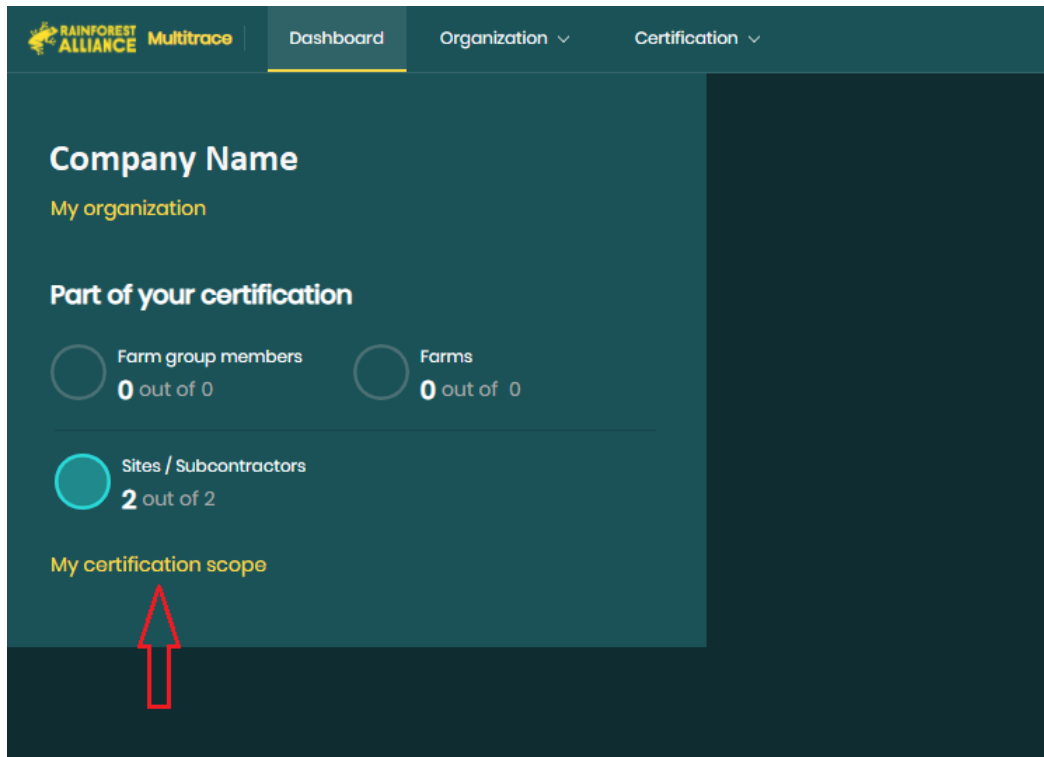 RAINFOREST
ALLIANCE Multitrace Dashboard Organization Certification
Company Name
My organization
Part of your certification
Farm group members Farms
0 out of 0 0 out of 0
Sites / Subcontractors
2 out of 2
My certification scope